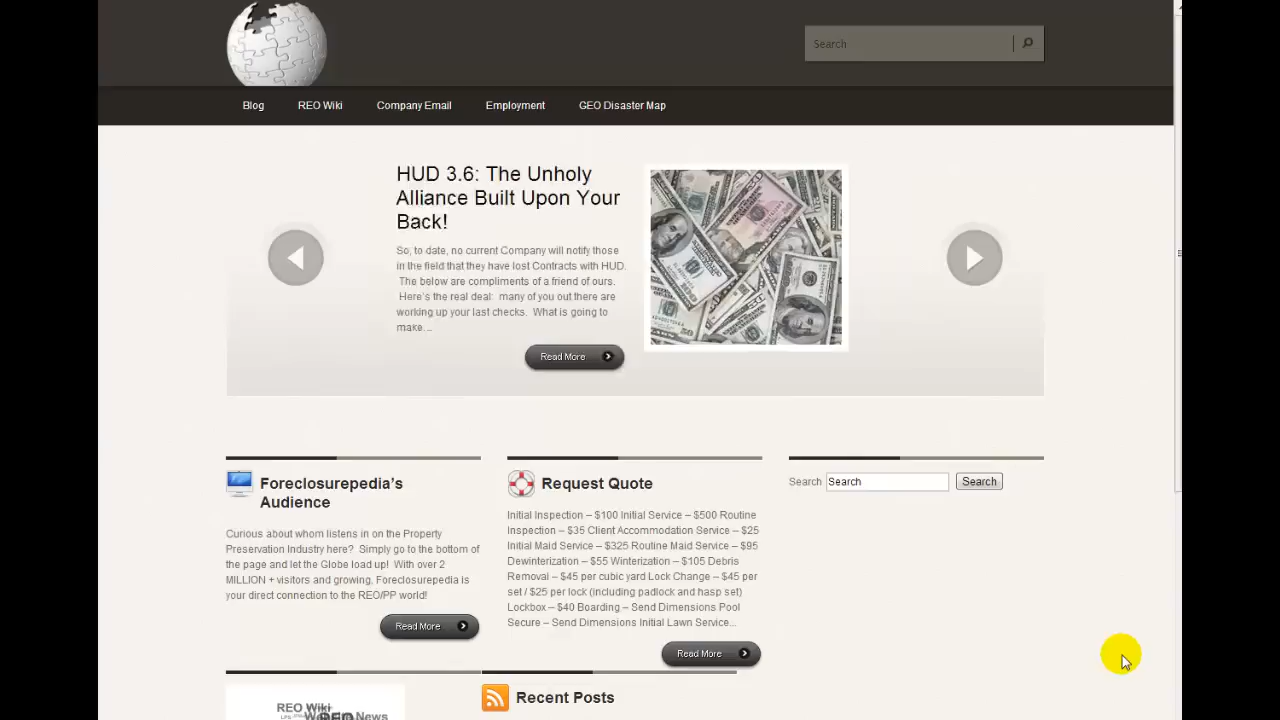 Search
Blog
REO Wiki
Company Email
Employment
GEO Disaster Map
HUD 3.6: The Unholy
Alliance Built Upon Your
Back!
So, to date, no current Company will notify those
in the field that they have lost Contracts with HUD.
The below are compliments of a friend of ours.
Here's the real deal: many of you out there are
working up your last checks. What is going to
make...
Read More
Foreclosurepedia's
Audience
Curious about whom listens in on the Property
Preservation Industry here? Simply go to the bottom of
the page and let the Globe load up! With over 2
MILLION + visitors and growing, Foreclosurepedia is
your direct connection to the REO/PP world!
Read More
Request Quote
Initial Inspection – $100 Initial Service – $500 Routine
Inspection – $35 Client Accommodation Service – $25
Initial Maid Service – $325 Routine Maid Service – $95
Dewinterization – $55 Winterization – $105 Debris
Removal – $45 per cubic yard Lock Change – $45 per
set / $25 per lock (including padlock and hasp set)
Lockbox – $40 Boarding – Send Dimensions Pool
Secure – Send Dimensions Initial Lawn Service...
Read More
Search Search Search
REO Wiki
News
Recent Posts